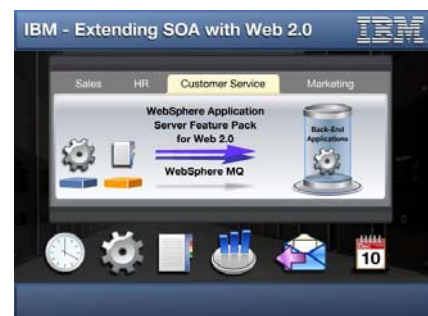 IBM - Extending SOA with Web 2.0
IBM
Sales HR Customer Service Marketing
WebSphere Application
Server Feature Pack
for Web 2.0
WebSphere MQ
Back-End
Applications
Dec.
10